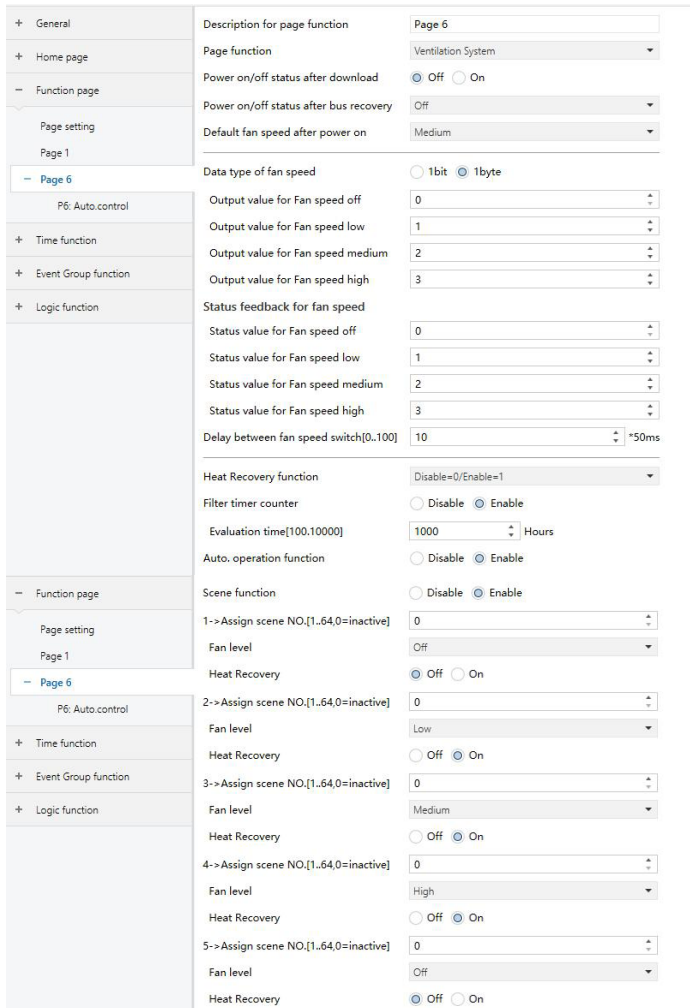 + General
+ Home page
− Function page
Page setting
Page 1
− Page 6
P6: Auto.control
+ Time function
+ Event Group function
+ Logic function
Description for page function Page 6
Page function Ventilation System
Power on/off status after download Off On
Power on/off status after bus recovery Off
Default fan speed after power on Medium
Data type of fan speed 1bit 1byte
Output value for Fan speed off 0
Output value for Fan speed low 1
Output value for Fan speed medium 2
Output value for Fan speed high 3
Status feedback for fan speed
Status value for Fan speed off 0
Status value for Fan speed low 1
Status value for Fan speed medium 2
Status value for Fan speed high 3
Delay between fan speed switch[0..100] 10 *50ms
Heat Recovery function Disable=0/Enable=1
Filter timer counter Disable Enable
Evaluation time[100.10000] 1000 Hours
Auto. operation function Disable Enable
− Function page
Page setting
Page 1
− Page 6
P6: Auto.control
+ Time function
+ Event Group function
+ Logic function
Scene function Disable Enable
1->Assign scene NO.[1..64,0=inactive] 0
Fan level Off
Heat Recovery Off On
2->Assign scene NO.[1..64,0=inactive] 0
Fan level Low
Heat Recovery Off On
3->Assign scene NO.[1..64,0=inactive] 0
Fan level Medium
Heat Recovery Off On
4->Assign scene NO.[1..64,0=inactive] 0
Fan level High
Heat Recovery Off On
5->Assign scene NO.[1..64,0=inactive] 0
Fan level Off
Heat Recovery Off On